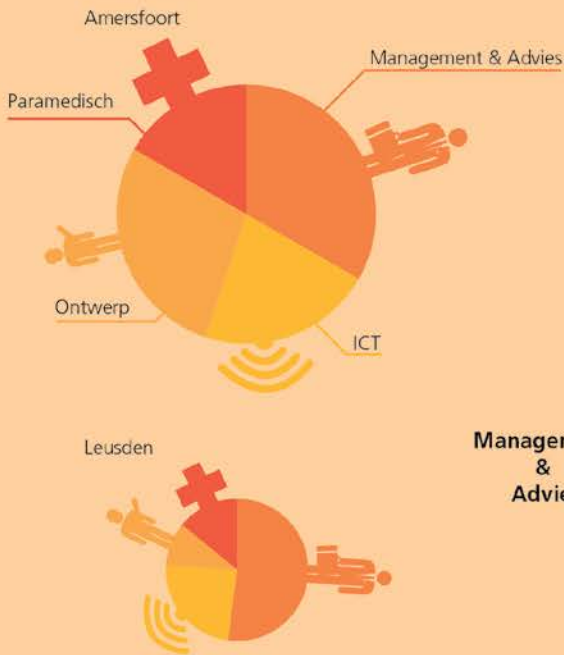 Amersfoort
Management & Advies
Paramedisch
Ontwerp
ICT
Leusden
&